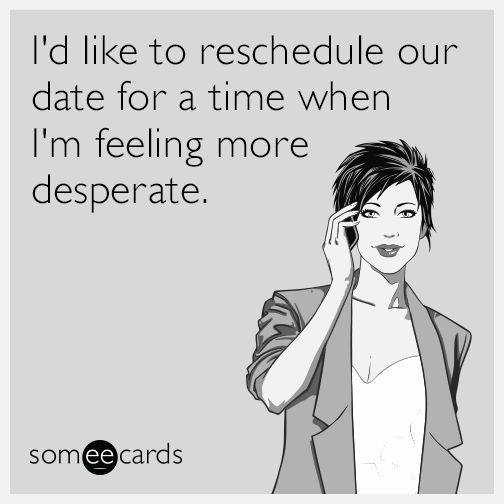 I'd like to reschedule our
date for a time when
I'm feeling more
desperate.
someecards